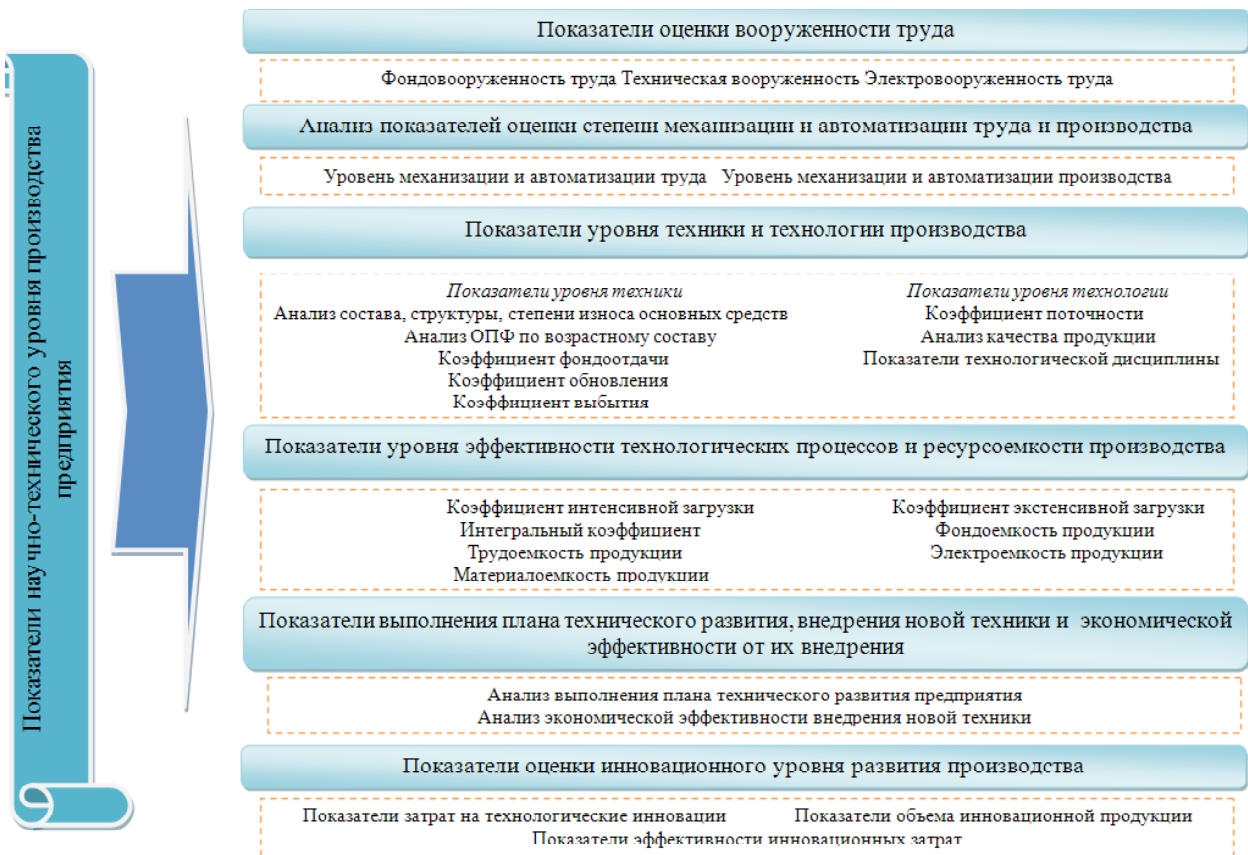 Показатели научно-технического уровня производства
предприятия
Показатели оценки вооруженности труда
Фондовооруженность труда Техническая вооруженность Электровооруженность труда
Анализ показателей оценки степени механизации и автоматизации труда и производства
Уровень механизации и автоматизации труда Уровень механизации и автоматизации производства
Показатели уровня техники и технологии производства
Показатели уровня техники
Анализ состава, структуры, степени износа основных средств
Анализ ОПФ по возрастному составу
Коэффициент фондоотдачи
Коэффициент обновления
Коэффициент выбытия
Показатели уровня технологии
Коэффициент поточности
Анализ качества продукции
Показатели технологической дисциплины
Показатели уровня эффективности технологических процессов и ресурсоемкости производства
Коэффициент интенсивной загрузки
Интегральный коэффициент
Трудоемкость продукции
Материалоемкость продукции
Коэффициент экстенсивной загрузки
Фондоемкость продукции
Электроемкость продукции
Показатели выполнения плана технического развития, внедрения новой техники и экономической
эффективности от их внедрения
Анализ выполнения плана технического развития предприятия
Анализ экономической эффективности внедрения новой техники
Показатели оценки инновационного уровня развития производства
Показатели затрат на технологические инновации Показатели объема инновационной продукции
Показатели эффективности инновационных затрат